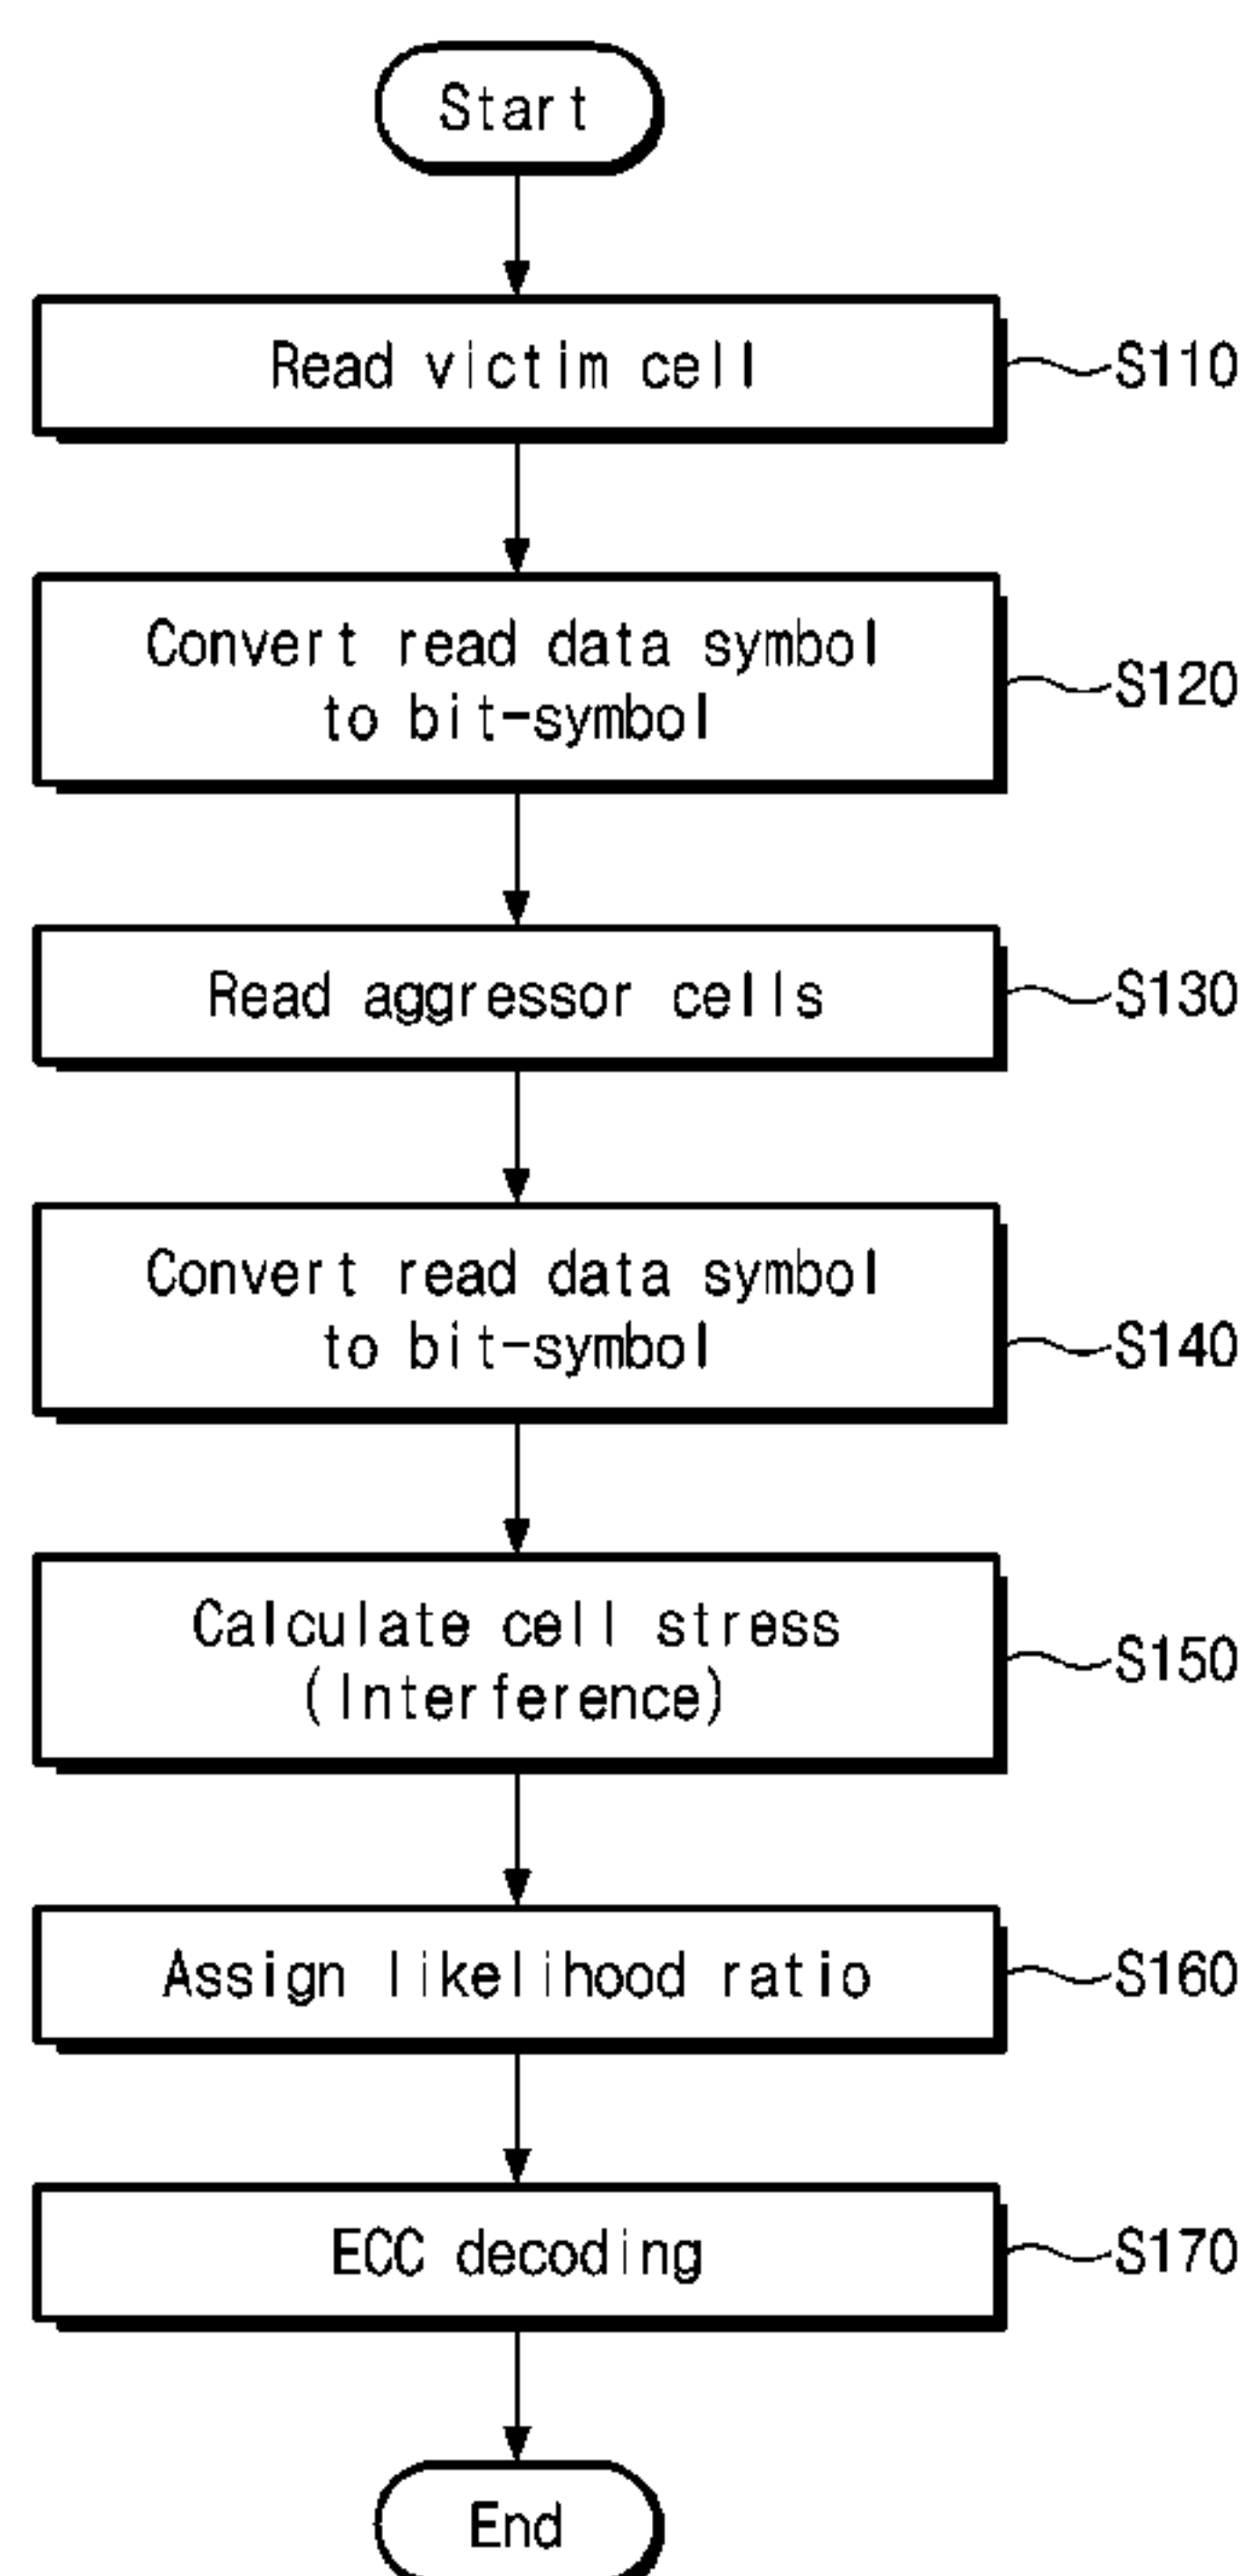 Start
Read victim cell
S110
Convert read data symbol
to bit-symbol
S120
Read aggressor cells
S130
Convert read data symbol
to bit-symbol
S140
Calculate cell stress
(Interference)
S150
Assign likelihood ratio
S160
ECC decoding
S170
End